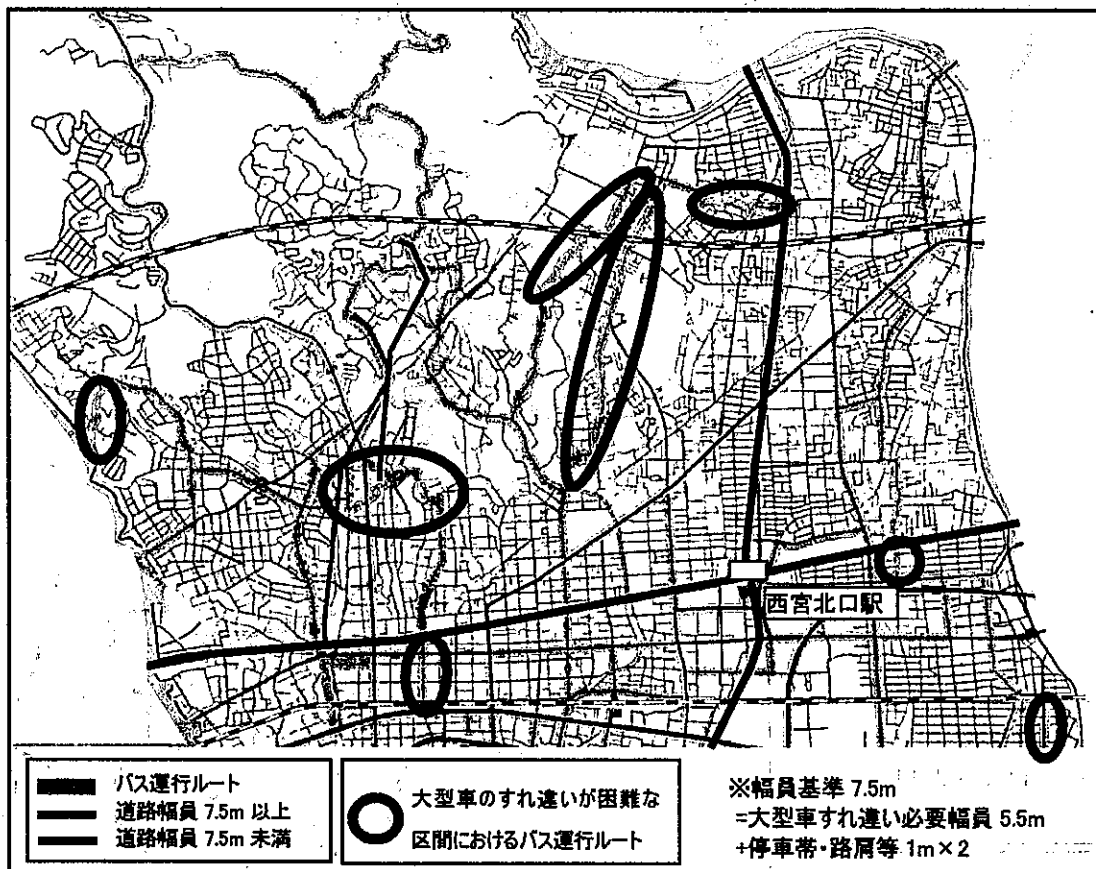 西宮北口駅
バス運行ルート
道路幅員 7.5m 以上
道路幅員 7.5m 未満
大型車のすれ違いが困難な
区間におけるバス運行ルート
※幅員基準 7.5m
=大型車すれ違い必要幅員 5.5m
+停車帯・路肩等 1m×2